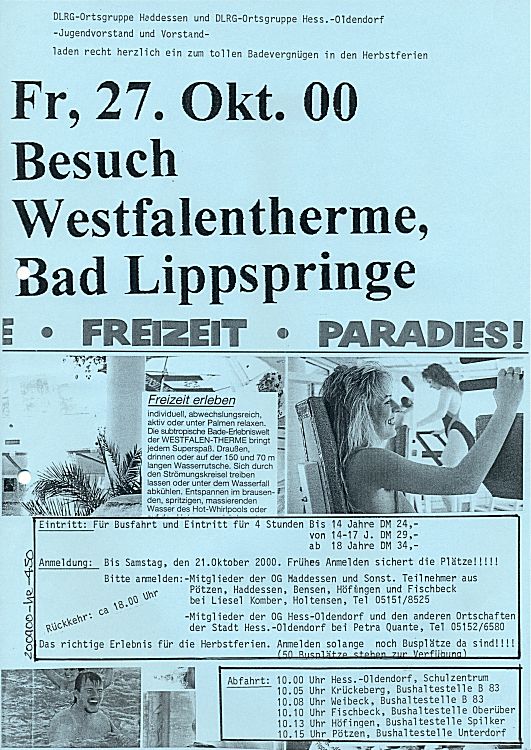 DLRG-Ortsgruppe Haddessen und DLRG-Ortsgruppe Hess.-Oldendorf
-Jugendvorstand und Vorstand-
laden recht herzlich ein zum tollen Badevergnügen in den Herbstferien
Fr, 27. Okt. 00
Besuch
Westfalentherme,
Bad Lippspringe
E • FREIZEIT • PARADIES!
Freizeit erleben
individuell, abwechslungsreich,
aktiv oder unter Palmen relaxen.
Die subtropische Bade-Erlebniswelt
der WESTFALEN-THERME bringt
jedem Superspaß. Draußen,
drinnen oder auf der 150 und 70 m
langen Wasserrutsche. Sich durch
den Strömungskreisel treiben
lassen oder unter dem Wasserfall
abkühlen. Entspannen im brausen-
den, spritzigen, massierenden
Wasser des Hot-Whirlpools oder
Eintritt: Für Busfahrt und Eintritt für 4 Stunden Bis 14 Jahre DM 24,-
von 14-17 J. DM 29,-
ab 18 Jahre DM 34,-
Anmeldung: Bis Samstag, den 21.Oktober 2000. Frühes Anmelden sichert die Plätze!!!!!
Bitte anmelden:-Mitglieder der OG Haddessen und Sonst. Teilnehmer aus
Pötzen, Haddessen, Bensen, Höfingen und Fischbeck
bei Liesel Komber, Holtensen, Tel 05151/8525
Rückkehr: ca 18.00 Uhr
-Mitglieder der OG Hess-Oldendorf und den anderen Ortschaften
der Stadt Hess.-Oldendorf bei Petra Quante, Tel 05152/6580
Das richtige Erlebnis für die Herbstferien. Anmelden solange noch Busplätze da sind!!!!
(50 Busplätze stehen zur Verfügung)
Abfahrt: 10.00 Uhr Hess.-Oldendorf, Schulzentrum
10.05 Uhr Krückeberg, Bushaltestelle B 83
10.08 Uhr Weibeck, Bushaltestelle B 83
10.10 Uhr Fischbeck, Bushaltestelle Oberüber
10.13 Uhr Höfingen, Bushaltestelle Spilker
10.15 Uhr Pötzen, Bushaltestelle Unterdorf